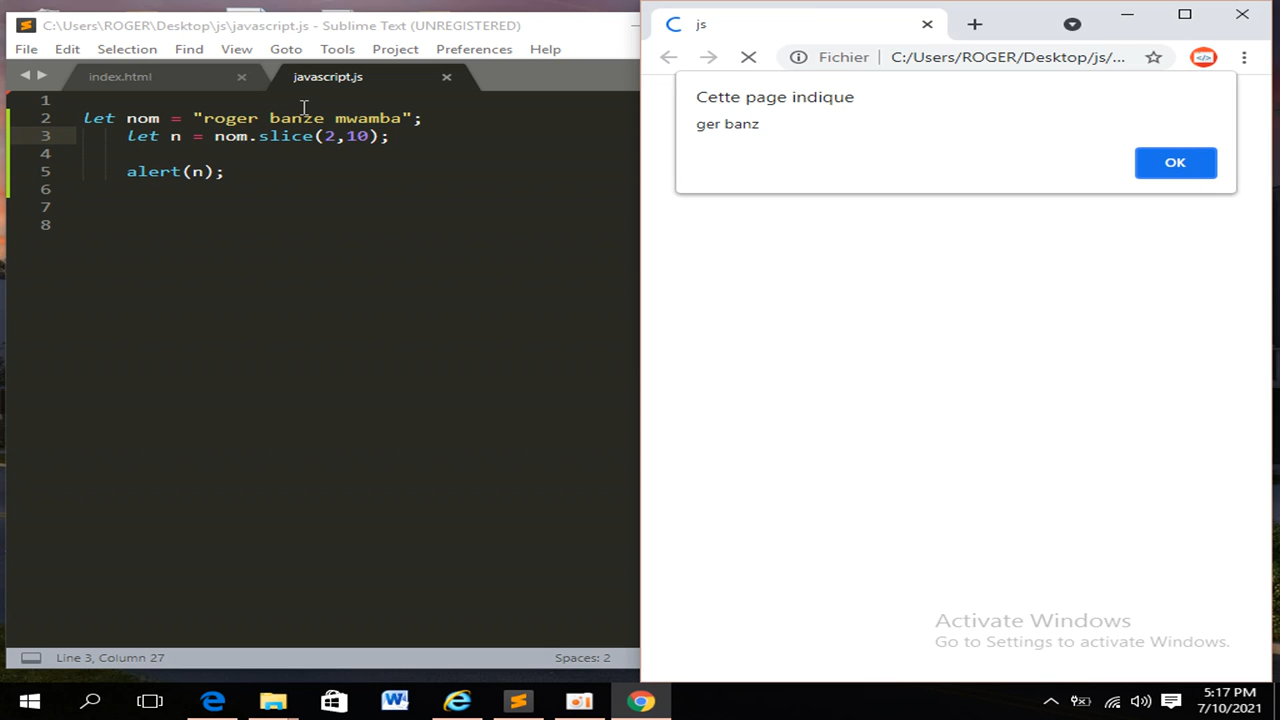 C:\Users\ROGER\Desktop\js\javascript.js - Sublime Text (UNREGISTERED)
File Edit Selection Find View Goto Tools Project Preferences Help
index.html
javascript.js
1
2 let nom = "roger banze mwamba";
3 let n = nom.slice(2,10);
4
5 alert(n);
6
7
8
Line 3, Column 27
Spaces: 2
js
Fichier C:/Users/ROGER/Desktop/js/...
Cette page indique
ger banz
OK
Activate Windows
Go to Settings to activate Windows.
5:17 PM
7/10/2021